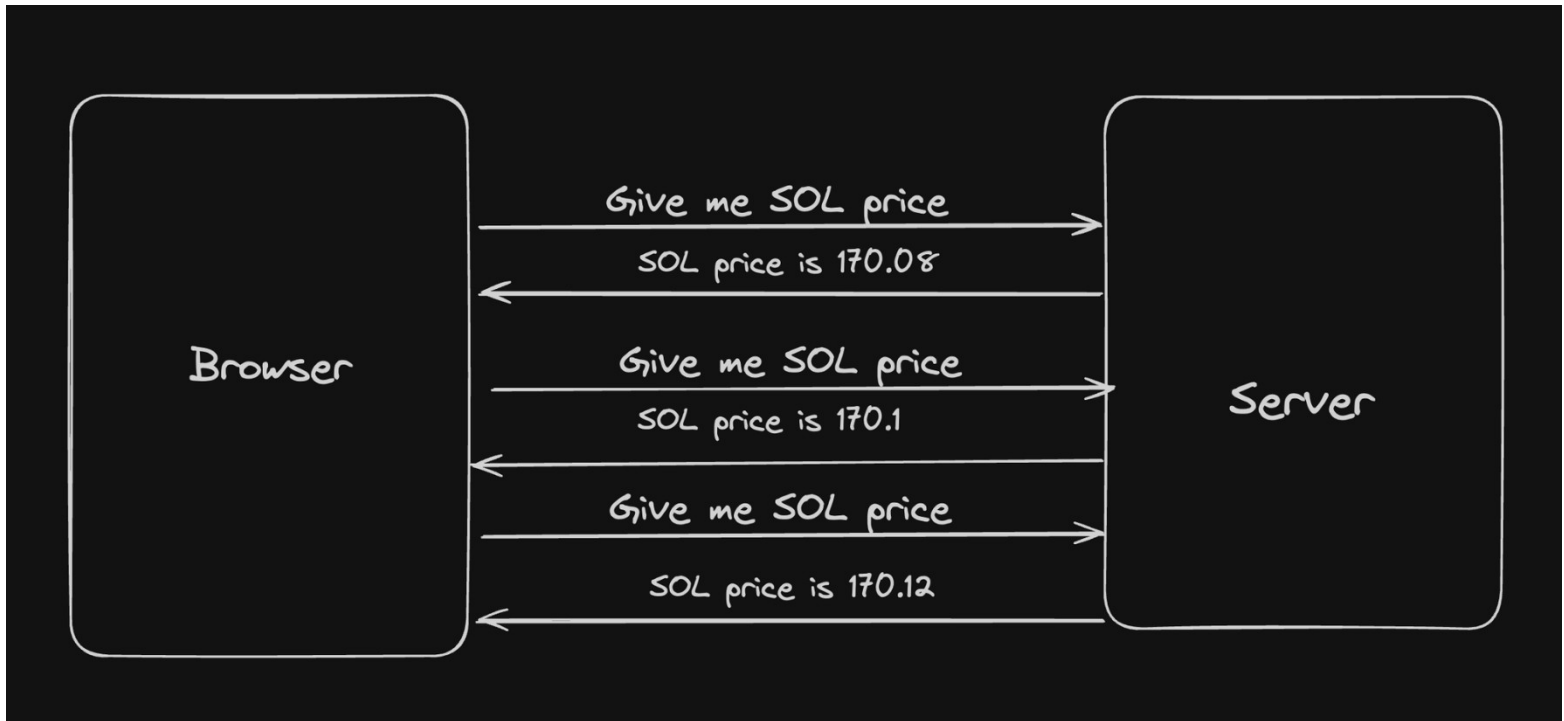 Give me SOL price
SOL price is 170.08
Browser
Give me SOL price
Server
SOL price is 170.1
Give me SOL price
SOL price is 170.12